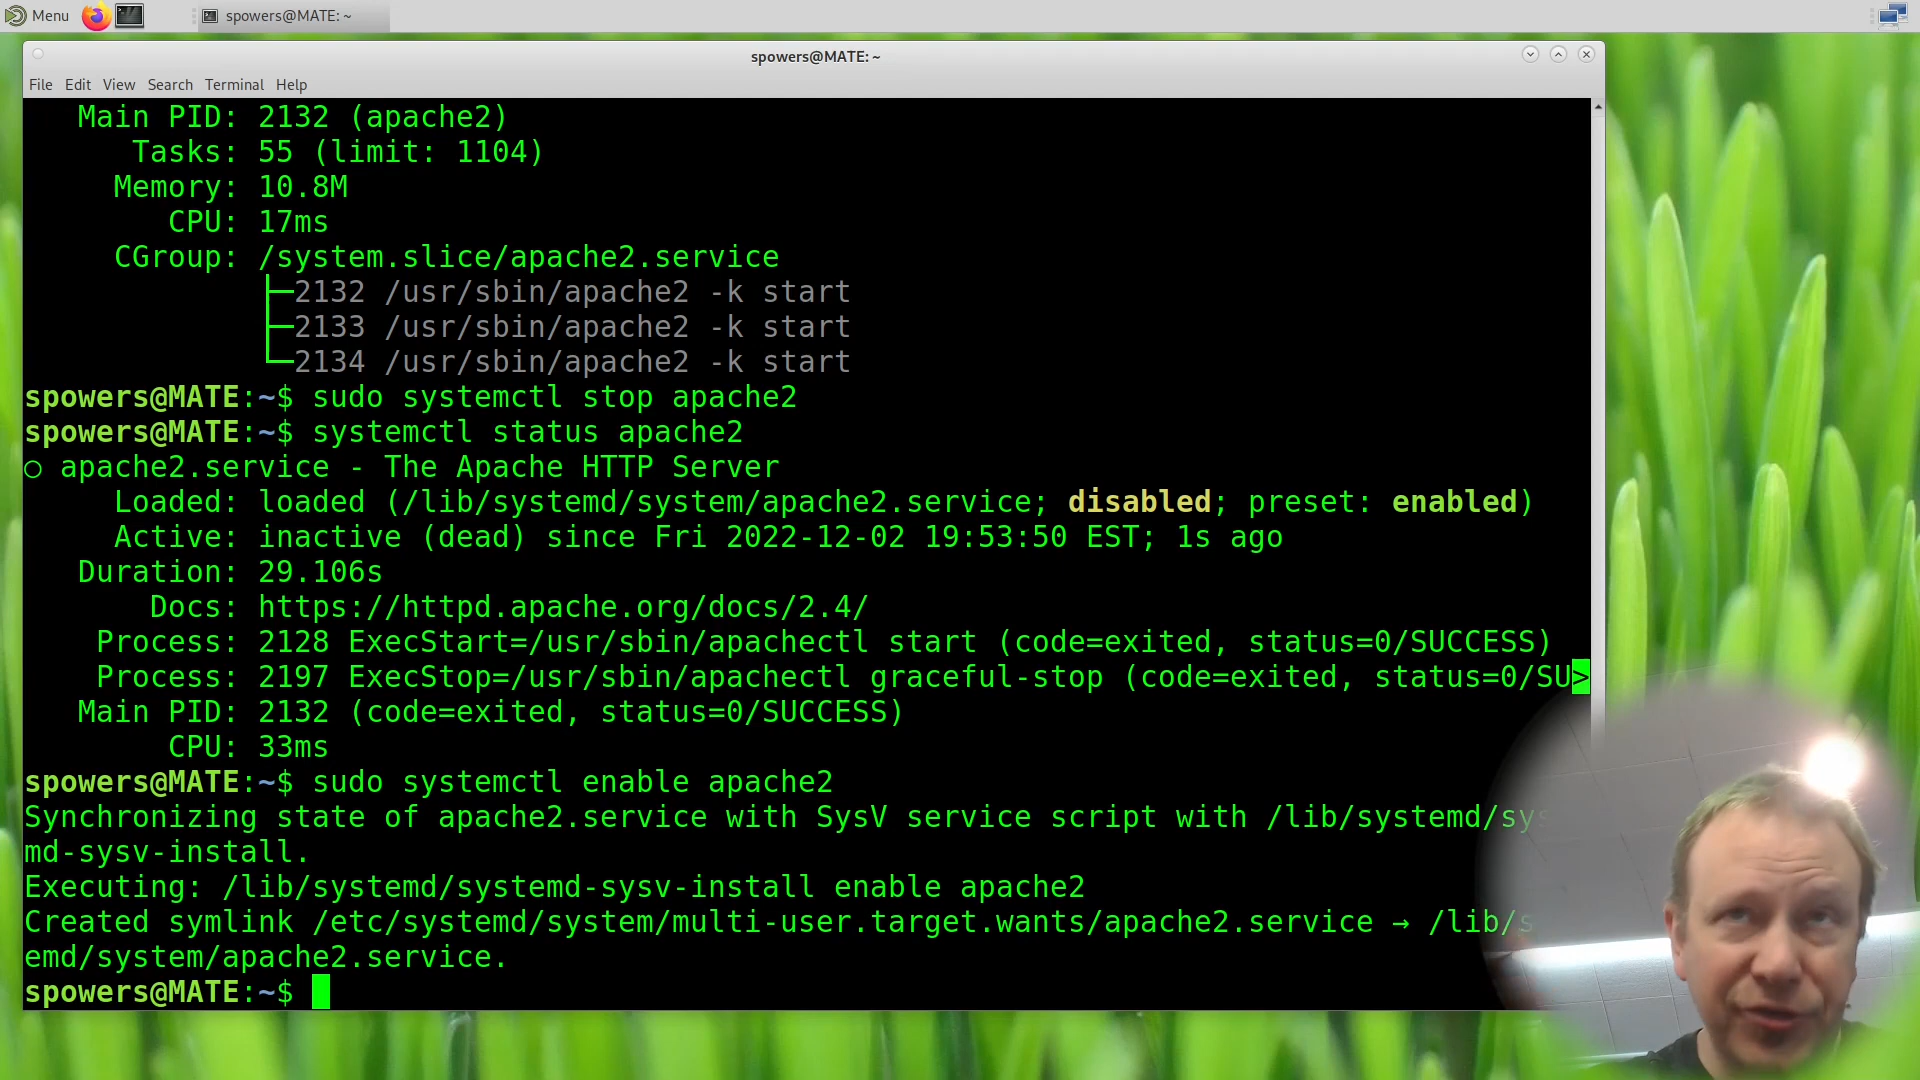 Menu
spowers@MATE: ~
spowers@MATE: ~
File Edit View Search Terminal Help
Main PID: 2132 (apache2)
Tasks: 55 (limit: 1104)
Memory: 10.8M
CPU: 17ms
CGroup: /system.slice/apache2.service
├─2132 /usr/sbin/apache2 -k start
├─2133 /usr/sbin/apache2 -k start
└─2134 /usr/sbin/apache2 -k start
spowers@MATE:~$ sudo systemctl stop apache2
spowers@MATE:~$ systemctl status apache2
○ apache2.service - The Apache HTTP Server
Loaded: loaded (/lib/systemd/system/apache2.service; disabled; preset: enabled)
Active: inactive (dead) since Fri 2022-12-02 19:53:50 EST; 1s ago
Duration: 29.106s
Docs: https://httpd.apache.org/docs/2.4/
Process: 2128 ExecStart=/usr/sbin/apachectl start (code=exited, status=0/SUCCESS)
Process: 2197 ExecStop=/usr/sbin/apachectl graceful-stop (code=exited, status=0/SU>
Main PID: 2132 (code=exited, status=0/SUCCESS)
CPU: 33ms
spowers@MATE:~$ sudo systemctl enable apache2
Synchronizing state of apache2.service with SysV service script with /lib/systemd/sys
md-sysv-install.
Executing: /lib/systemd/systemd-sysv-install enable apache2
Created symlink /etc/systemd/system/multi-user.target.wants/apache2.service → /lib/s
emd/system/apache2.service.
spowers@MATE:~$